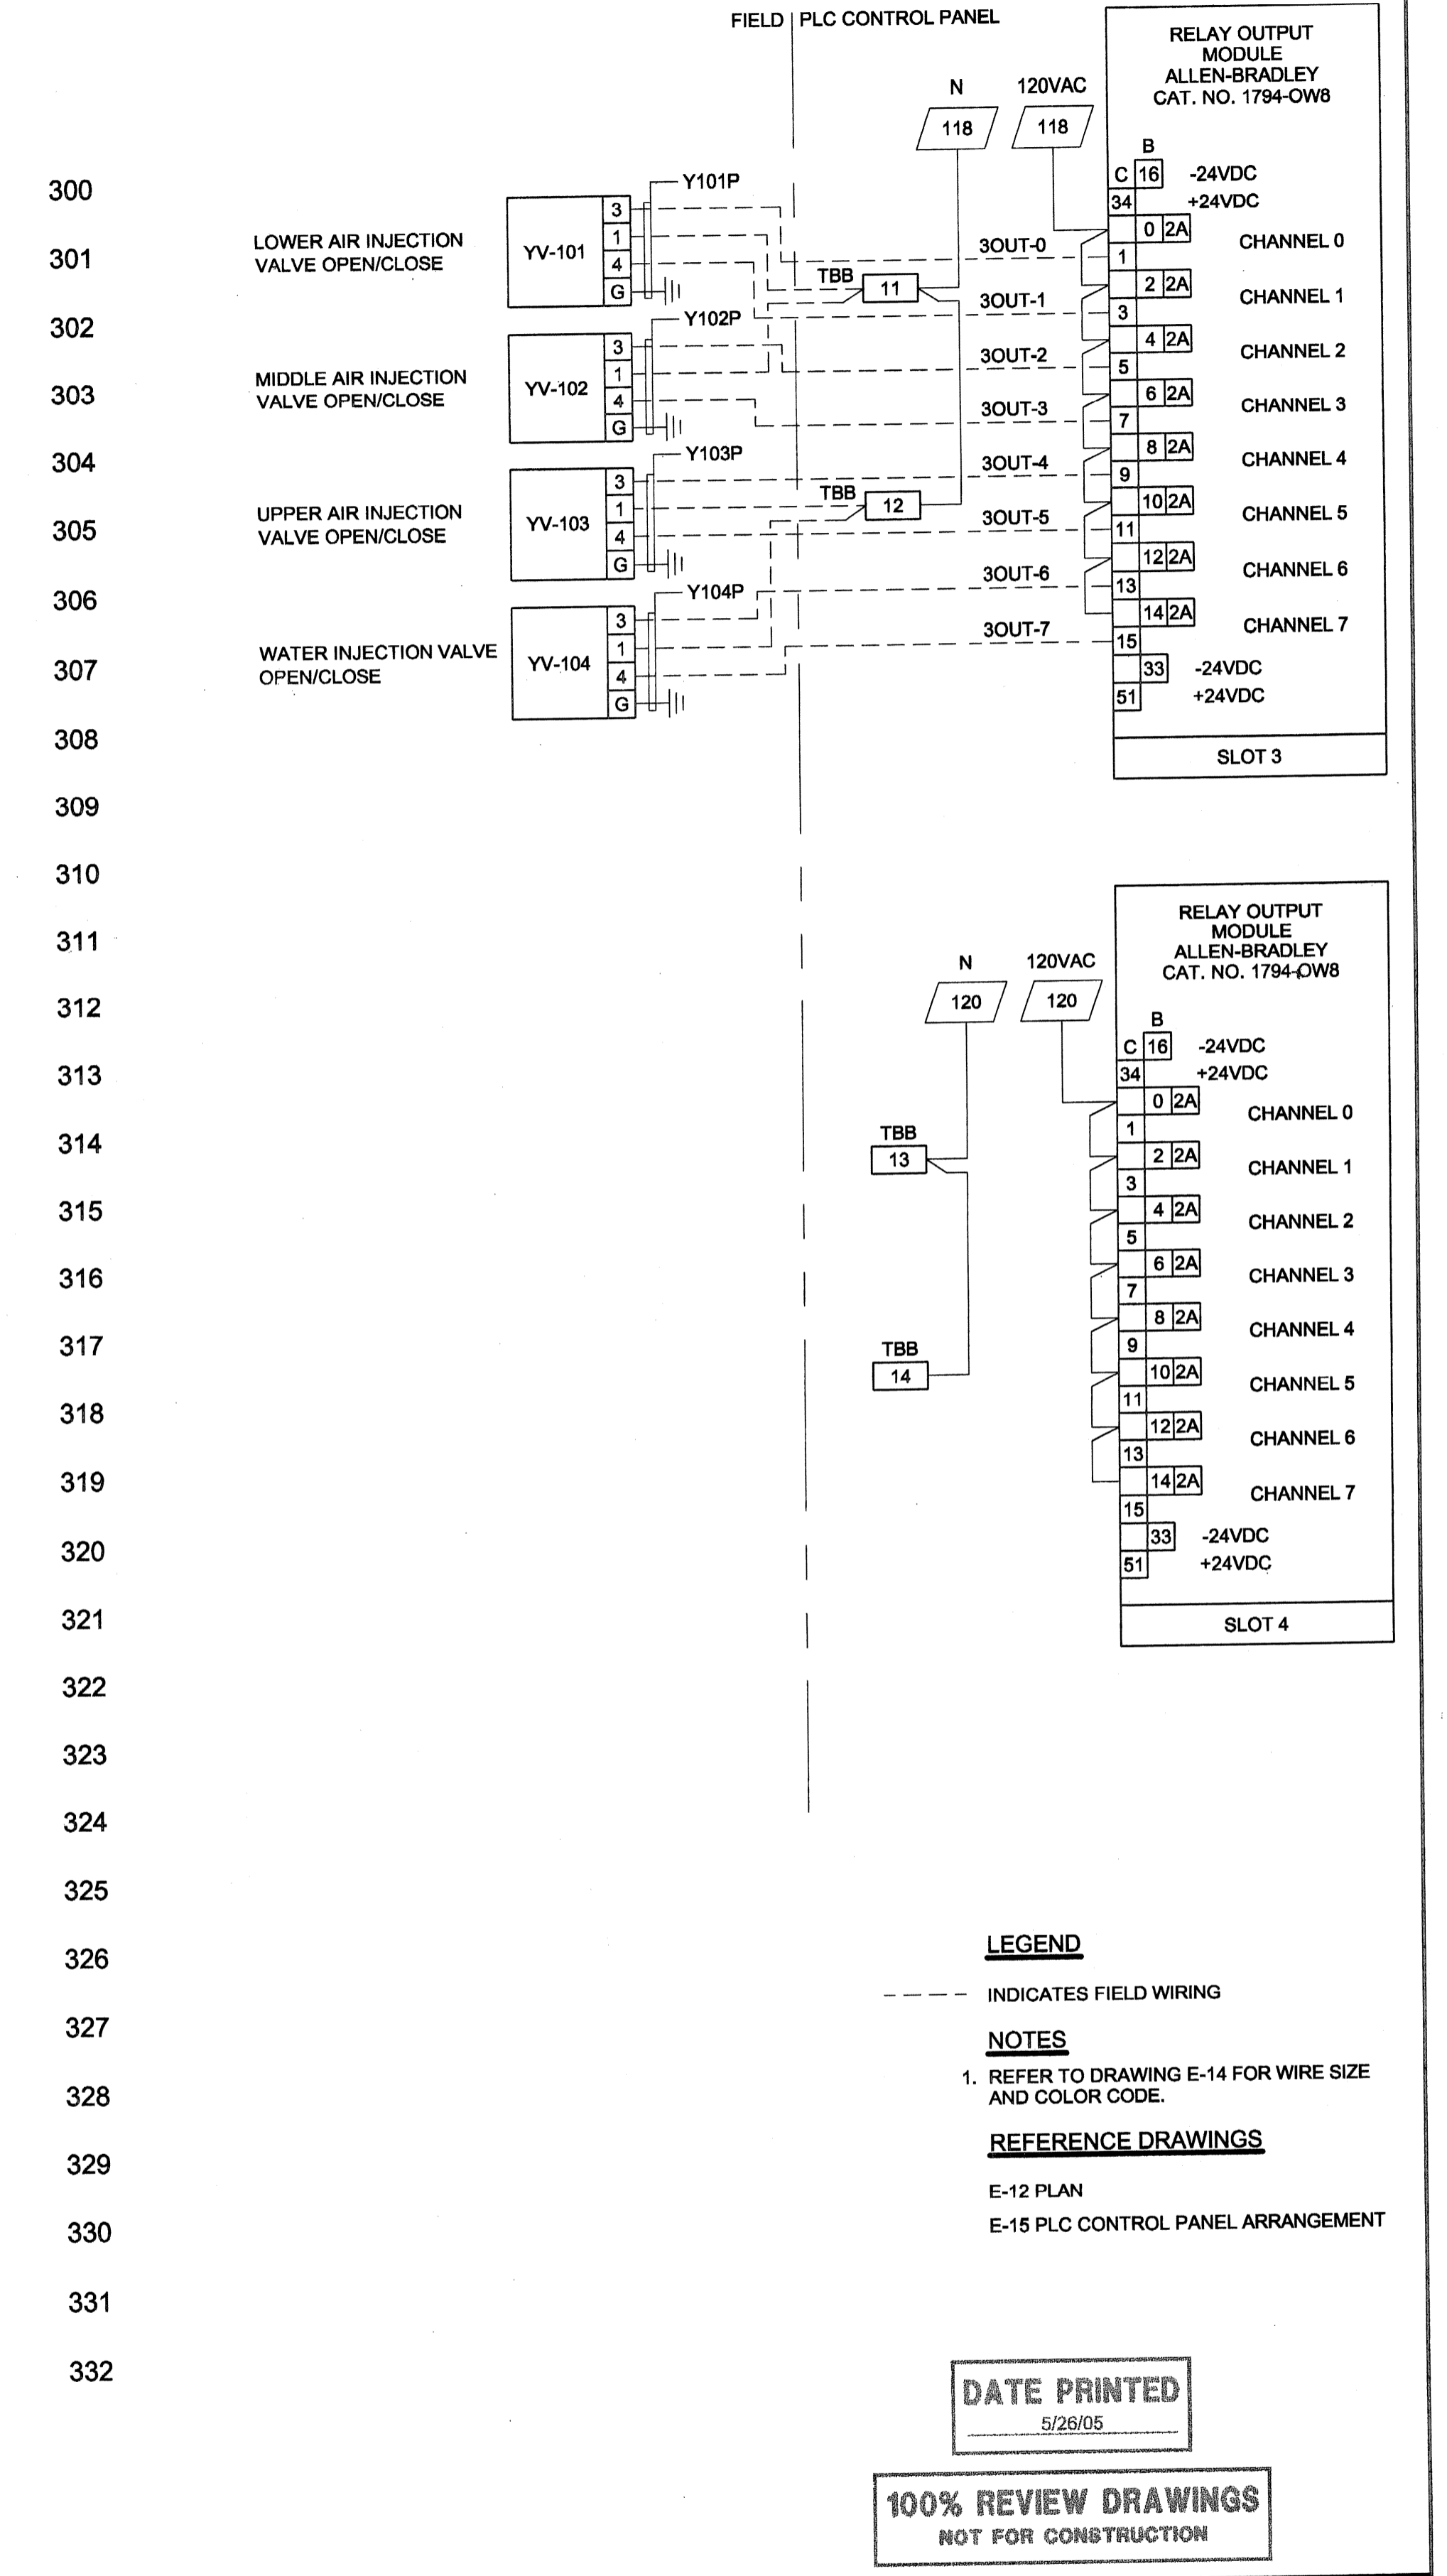 FIELD PLC CONTROL PANEL
RELAY OUTPUT
MODULE
ALLEN-BRADLEY
CAT. NO. 1794-OW8
N 120VAC
118 118
B
C 16 -24VDC
34 +24VDC
0 2A CHANNEL 0
1
2 2A CHANNEL 1
3
4 2A CHANNEL 2
5
6 2A CHANNEL 3
7
8 2A CHANNEL 4
9
10 2A CHANNEL 5
11
12 2A CHANNEL 6
13
14 2A CHANNEL 7
15
33 -24VDC
51 +24VDC
SLOT 3
3OUT-0
3OUT-1
3OUT-2
3OUT-3
3OUT-4
3OUT-5
3OUT-6
3OUT-7
TBB
11
TBB
12
LOWER AIR INJECTION
VALVE OPEN/CLOSE
YV-101
3
1
4
G
Y101P
MIDDLE AIR INJECTION
VALVE OPEN/CLOSE
YV-102
3
1
4
G
Y102P
UPPER AIR INJECTION
VALVE OPEN/CLOSE
YV-103
3
1
4
G
Y103P
WATER INJECTION VALVE
OPEN/CLOSE
YV-104
3
1
4
G
Y104P
300
301
302
303
304
305
306
307
308
309
310
311
312
313
314
315
316
317
318
319
320
321
322
323
324
325
326
327
328
329
330
331
332
RELAY OUTPUT
MODULE
ALLEN-BRADLEY
CAT. NO. 1794-OW8
N 120VAC
120 120
B
C 16 -24VDC
34 +24VDC
0 2A CHANNEL 0
1
2 2A CHANNEL 1
3
4 2A CHANNEL 2
5
6 2A CHANNEL 3
7
8 2A CHANNEL 4
9
10 2A CHANNEL 5
11
12 2A CHANNEL 6
13
14 2A CHANNEL 7
15
33 -24VDC
51 +24VDC
SLOT 4
TBB
13
TBB
14
LEGEND
INDICATES FIELD WIRING
NOTES
1. REFER TO DRAWING E-14 FOR WIRE SIZE
AND COLOR CODE.
REFERENCE DRAWINGS
E-12 PLAN
E-15 PLC CONTROL PANEL ARRANGEMENT
DATE PRINTED
5/26/05
100% REVIEW DRAWINGS
NOT FOR CONSTRUCTION